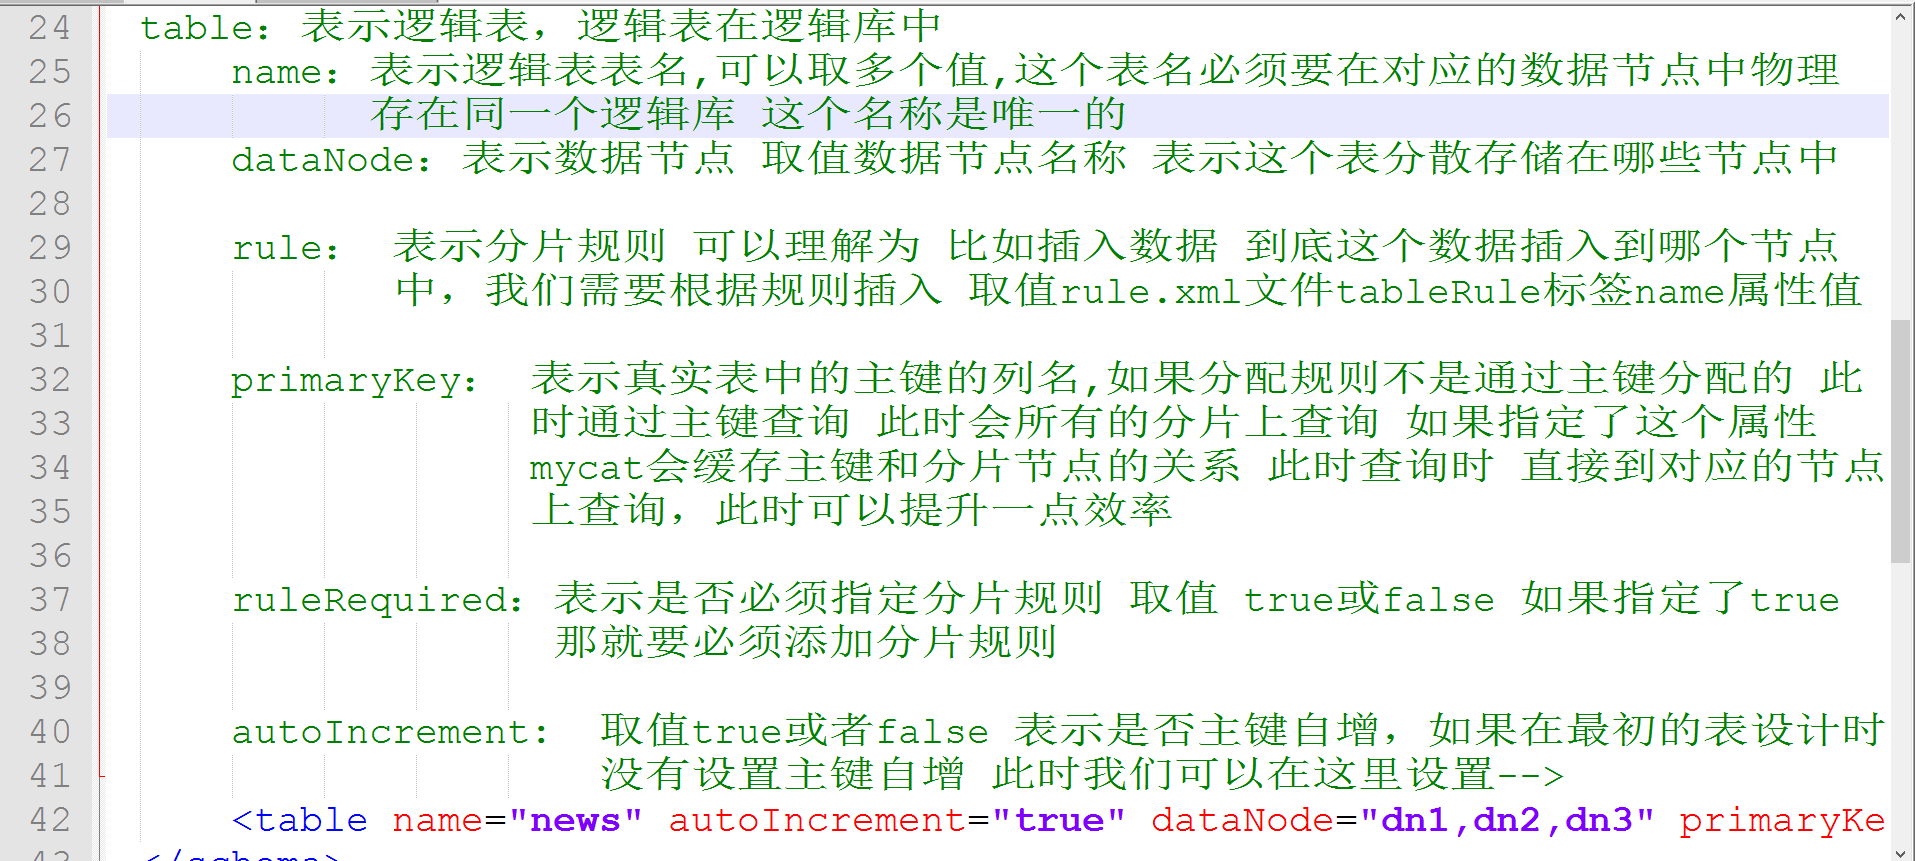 24 table：表示逻辑表，逻辑表在逻辑库中
25 name：表示逻辑表表名,可以取多个值,这个表名必须要在对应的数据节点中物理
26 存在同一个逻辑库 这个名称是唯一的
27 dataNode：表示数据节点 取值数据节点名称 表示这个表分散存储在哪些节点中
28
29 rule： 表示分片规则 可以理解为 比如插入数据 到底这个数据插入到哪个节点
30 中，我们需要根据规则插入 取值rule.xml文件tableRule标签name属性值
31
32 primaryKey： 表示真实表中的主键的列名,如果分配规则不是通过主键分配的 此
33 时通过主键查询 此时会所有的分片上查询 如果指定了这个属性
34 mycat会缓存主键和分片节点的关系 此时查询时 直接到对应的节点
35 上查询，此时可以提升一点效率
36
37 ruleRequired：表示是否必须指定分片规则 取值 true或false 如果指定了true
38 那就要必须添加分片规则
39
40 autoIncrement： 取值true或者false 表示是否主键自增，如果在最初的表设计时
41 没有设置主键自增 此时我们可以在这里设置-->
42 <table name="news" autoIncrement="true" dataNode="dn1,dn2,dn3" primaryKe
43 </schema>